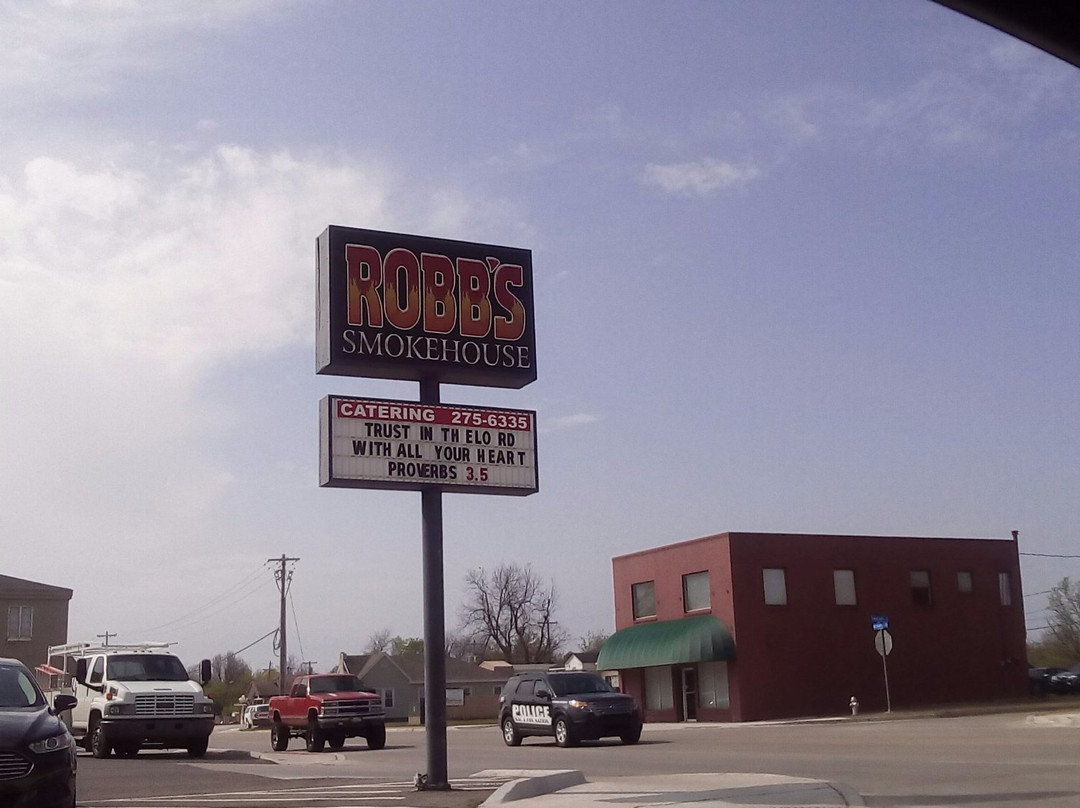 ROBB'S
SMOKEHOUSE
CATERING 275-6335
TRUST IN TH ELO RD
WITH ALL YOUR HEART
PROVERBS 3.5
POLICE